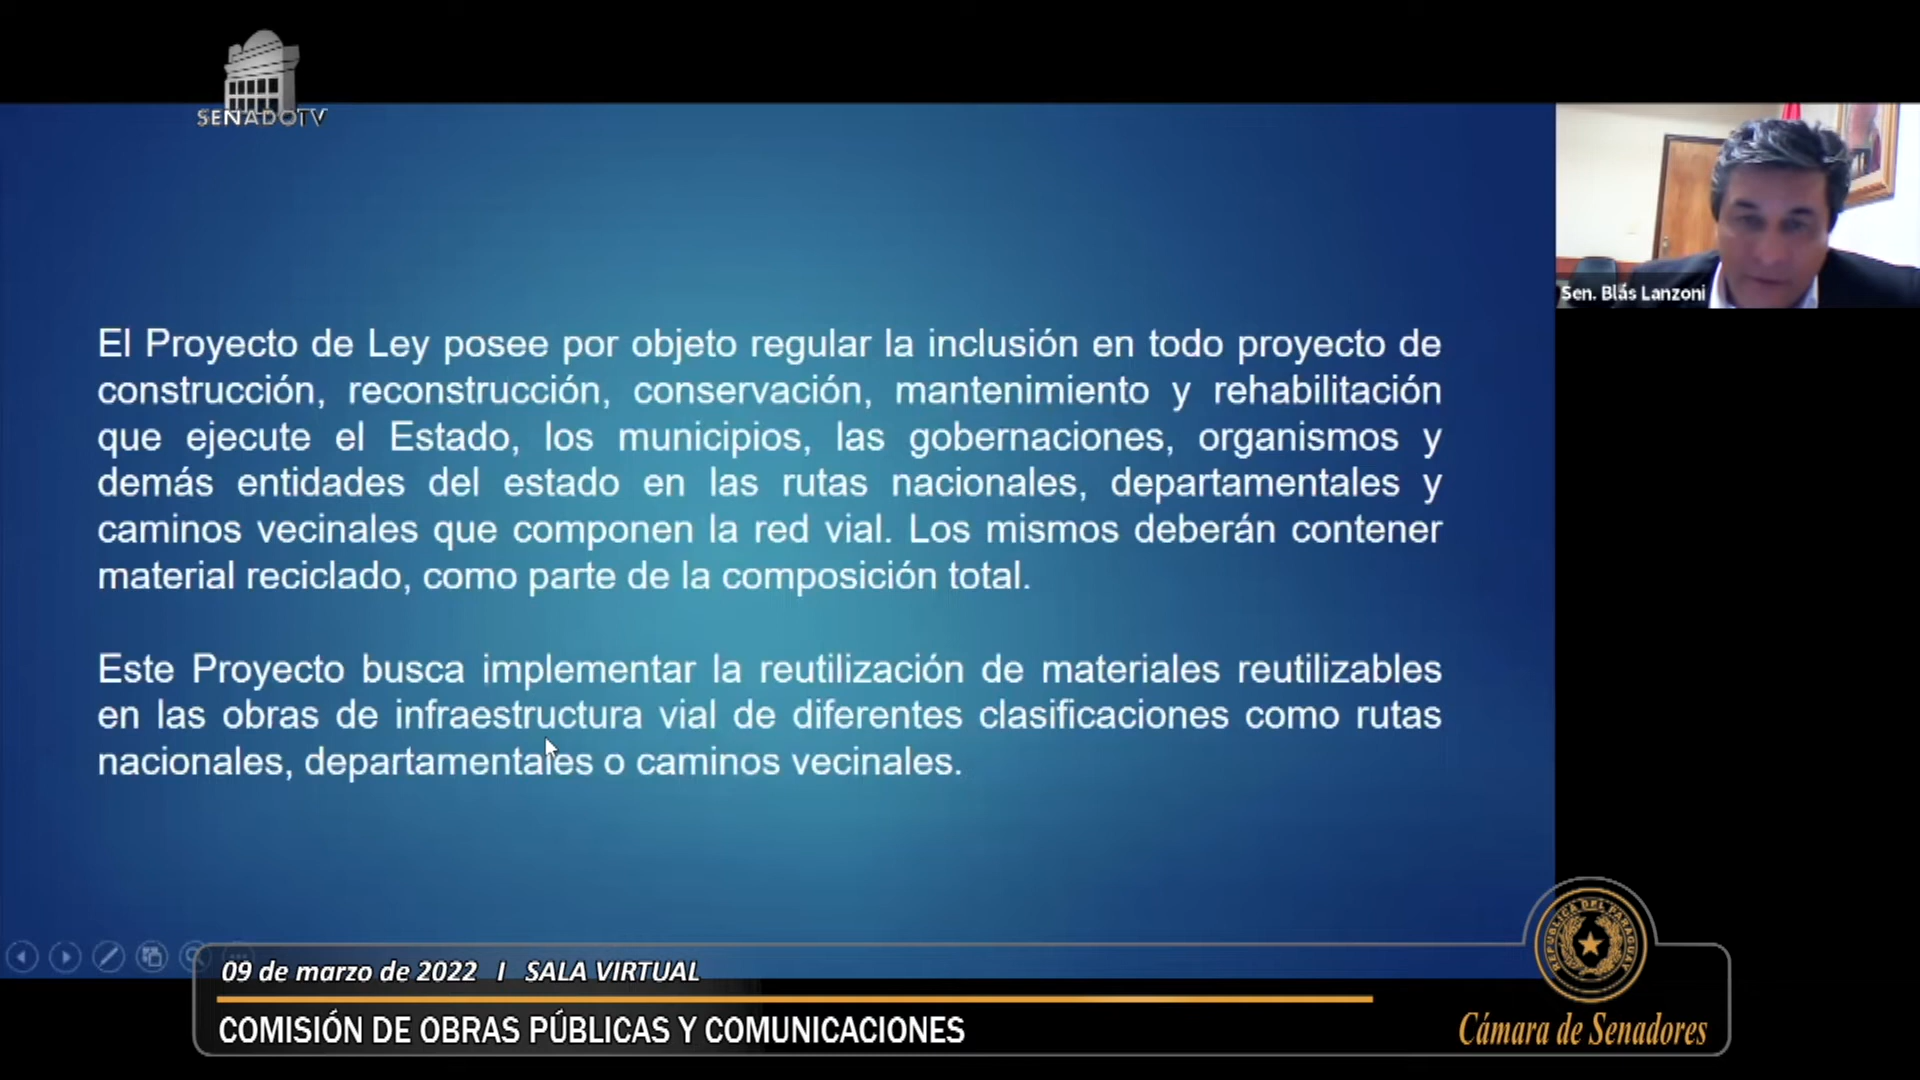 SENADOTV
Sen. Blás Lanzoni
El Proyecto de Ley posee por objeto regular la inclusión en todo proyecto de
construcción, reconstrucción, conservación, mantenimiento y rehabilitación
que ejecute el Estado, los municipios, las gobernaciones, organismos y
demás entidades del estado en las rutas nacionales, departamentales y
caminos vecinales que componen la red vial. Los mismos deberán contener
material reciclado, como parte de la composición total.
Este Proyecto busca implementar la reutilización de materiales reutilizables
en las obras de infraestructura vial de diferentes clasificaciones como rutas
nacionales, departamentales o caminos vecinales.
09 de marzo de 2022 I SALA VIRTUAL
COMISIÓN DE OBRAS PÚBLICAS Y COMUNICACIONES
REPUBLICA DEL PARAGUAY
Cámara de Senadores